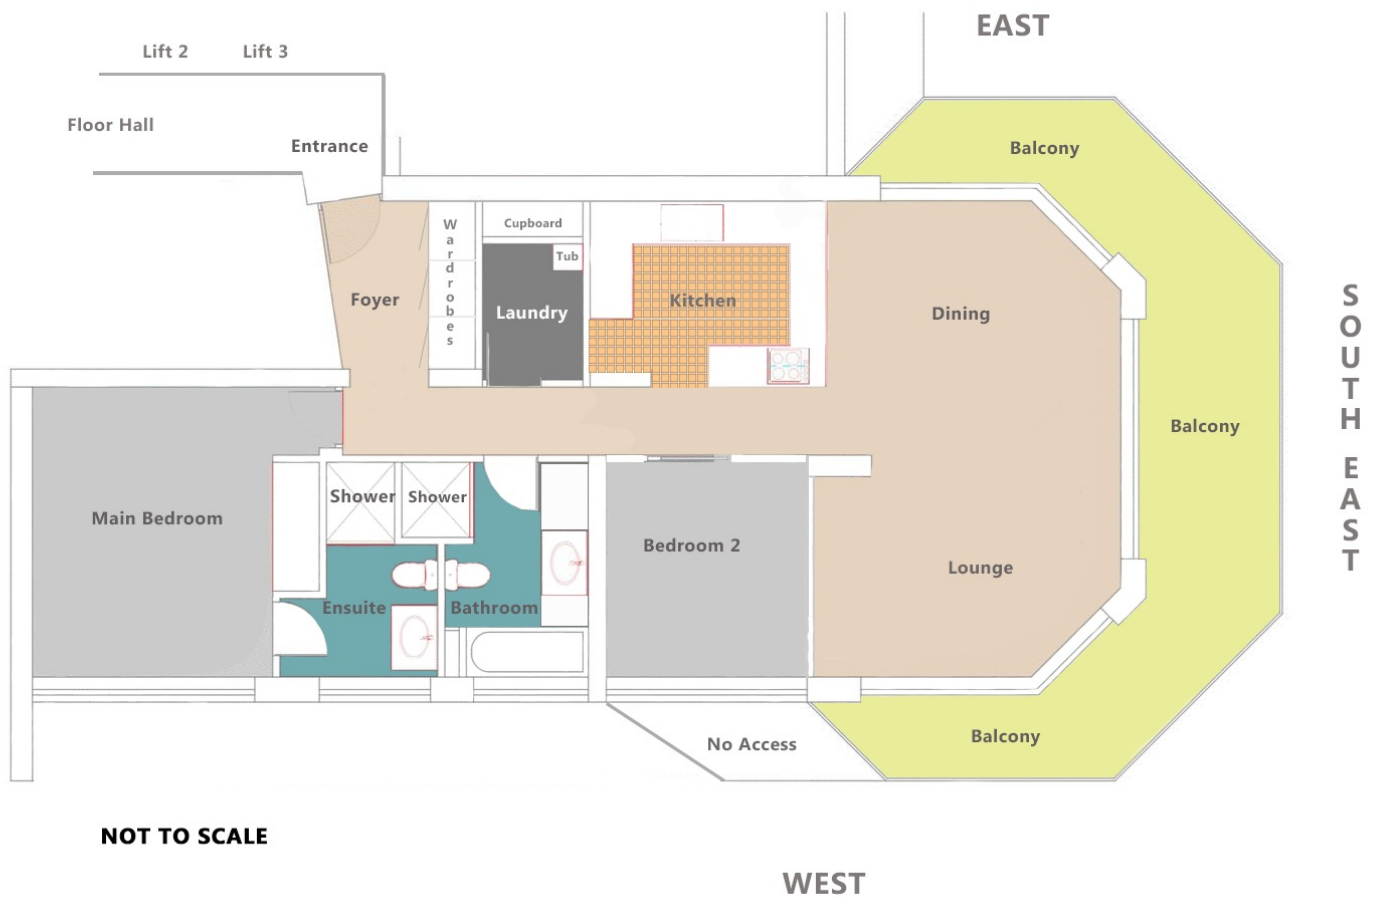 EAST
Lift 2 Lift 3
Floor Hall
Entrance
Balcony
Wardrobes
Cupboard
Tub
Foyer
Laundry
Kitchen
Dining
SOUTH EAST
Balcony
Shower
Shower
Main Bedroom
Bedroom 2
Lounge
Ensuite
Bathroom
No Access
Balcony
NOT TO SCALE
WEST